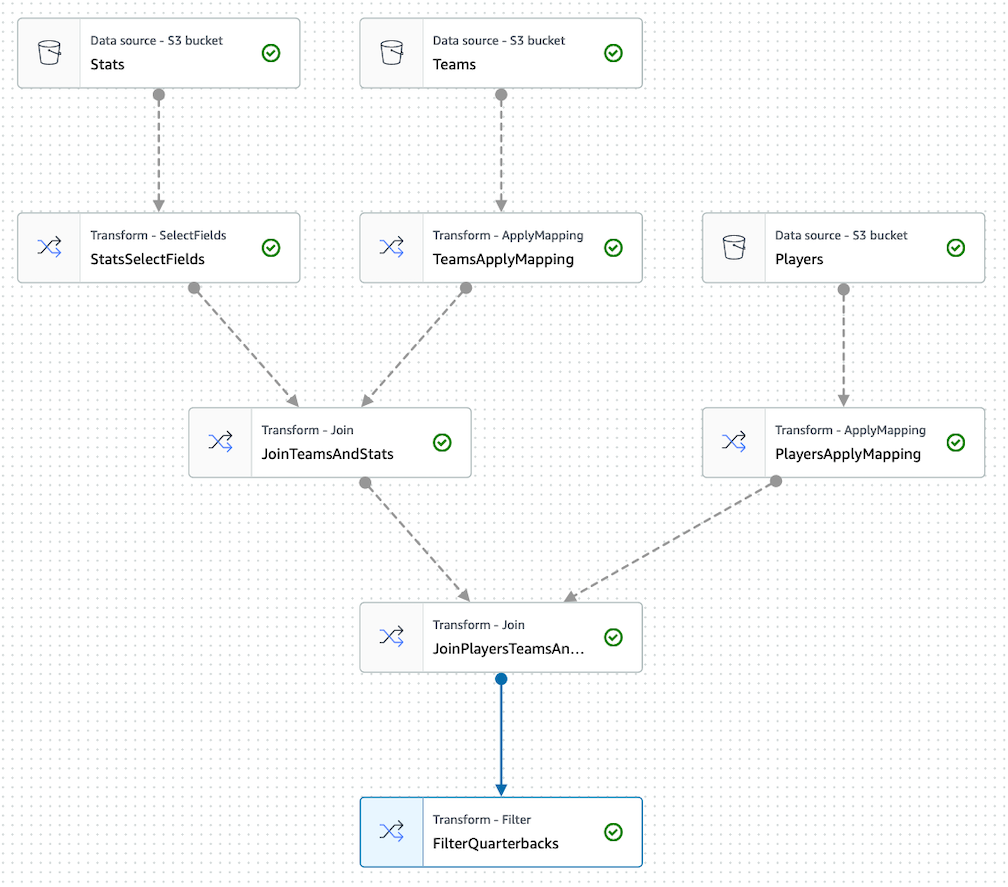 Data source - S3 bucket
Stats
Data source - S3 bucket
Teams
Transform - SelectFields
StatsSelectFields
Transform - ApplyMapping
TeamsApplyMapping
Data source - S3 bucket
Players
Transform - Join
JoinTeamsAndStats
Transform - ApplyMapping
PlayersApplyMapping
Transform - Join
JoinPlayersTeamsAn...
Transform - Filter
FilterQuarterbacks